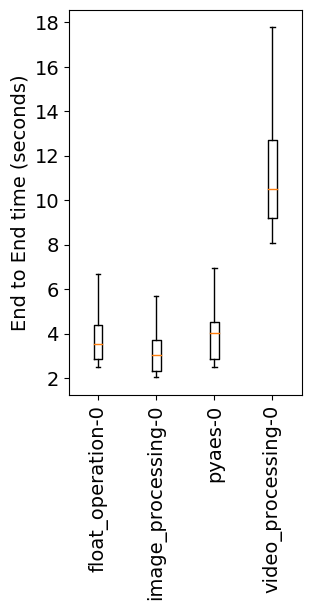 End to End time (seconds)
18
16
14
12
10
8
6
4
2
float_operation-0
image_processing-0
pyaes-0
video_processing-0